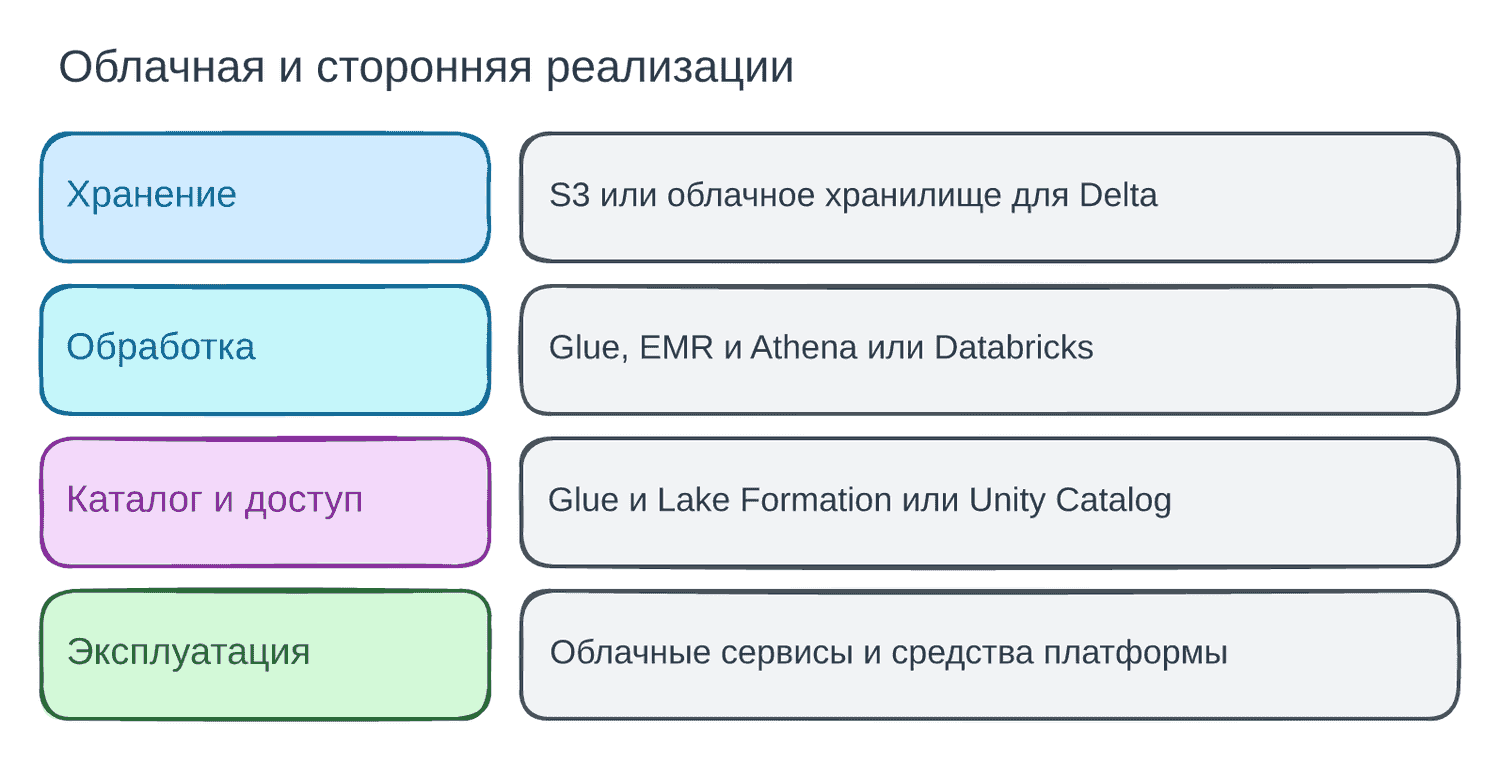 Облачная и сторонняя реализации
Хранение
S3 или облачное хранилище для Delta
Обработка
Glue, EMR и Athena или Databricks
Каталог и доступ
Glue и Lake Formation или Unity Catalog
Эксплуатация
Облачные сервисы и средства платформы